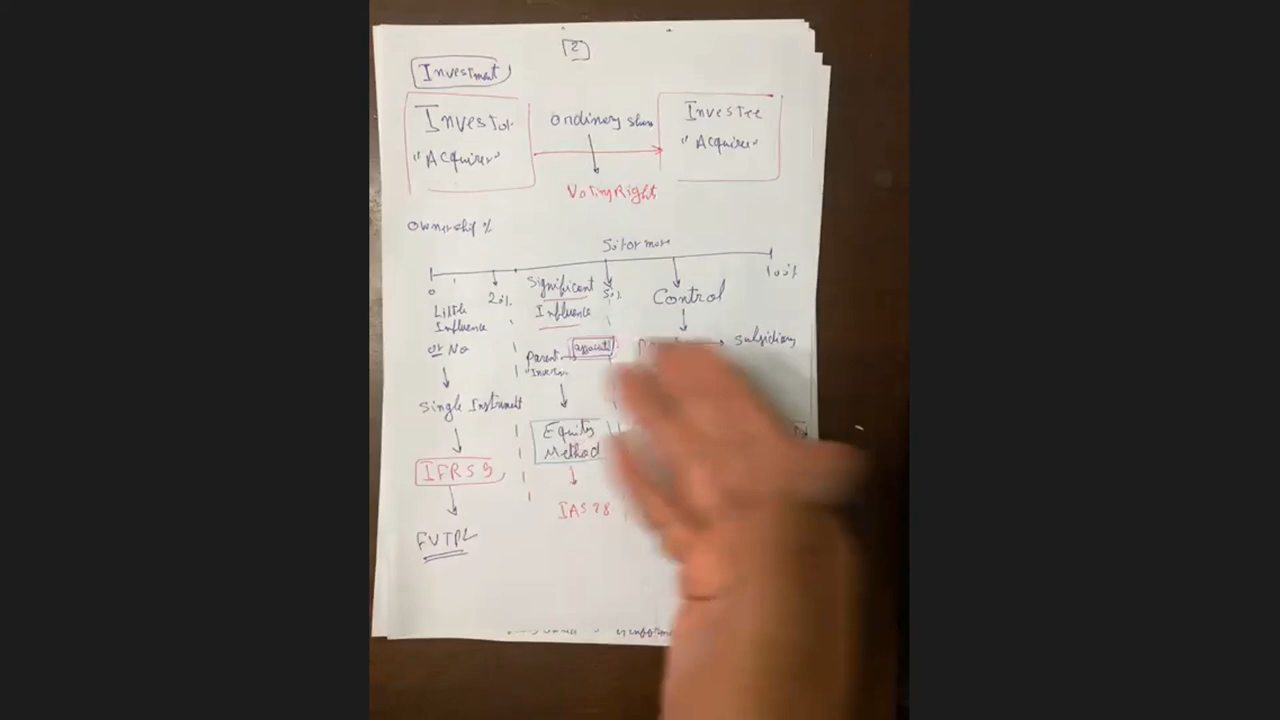 2
Investment
Investor
"Acquirer"
ordinary share
Voting Right
Investee
"Acquiree"
ownership %
50% or more
0
20%
50%
100%
Little
Influence
or No
Single Instrument
IFRS 9
FVTPL
Significant
Influence
Parent
"Investor
associate
Equity
Method
IAS 28
Control
Subsidiary